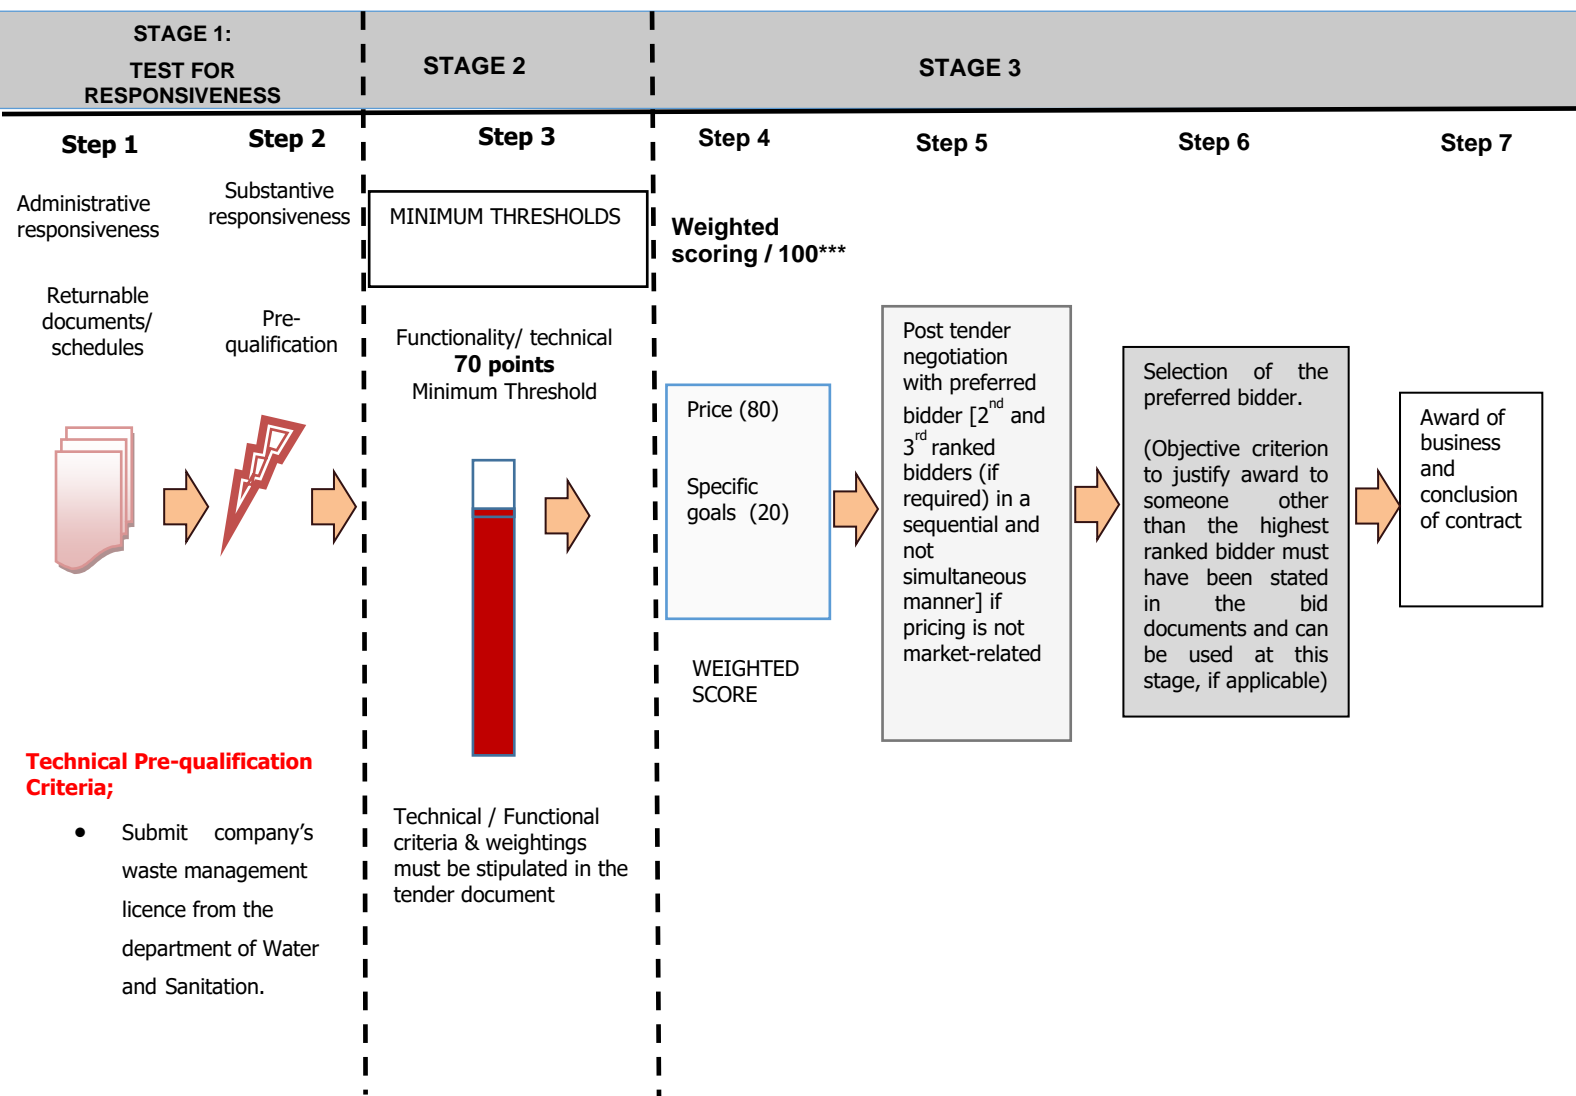 STAGE 1:
TEST FOR
RESPONSIVENESS
STAGE 2
STAGE 3
Step 1
Step 2
Step 3
Step 4
Step 5
Step 6
Step 7
Administrative
responsiveness
Returnable
documents/
schedules
Substantive
responsiveness
Pre-
qualification
Technical Pre-qualification
Criteria;
• Submit company’s
waste management
licence from the
department of Water
and Sanitation.
MINIMUM THRESHOLDS
Functionality/ technical
70 points
Minimum Threshold
Technical / Functional
criteria & weightings
must be stipulated in the
tender document
Weighted
scoring / 100***
Price (80)
Specific
goals (20)
WEIGHTED
SCORE
Post tender
negotiation
with preferred
bidder [2nd and
3rd ranked
bidders (if
required) in a
sequential and
not
simultaneous
manner] if
pricing is not
market-related
Selection of the
preferred bidder.
(Objective criterion
to justify award to
someone other
than the highest
ranked bidder must
have been stated
in the bid
documents and can
be used at this
stage, if applicable)
Award of
business
and
conclusion
of contract